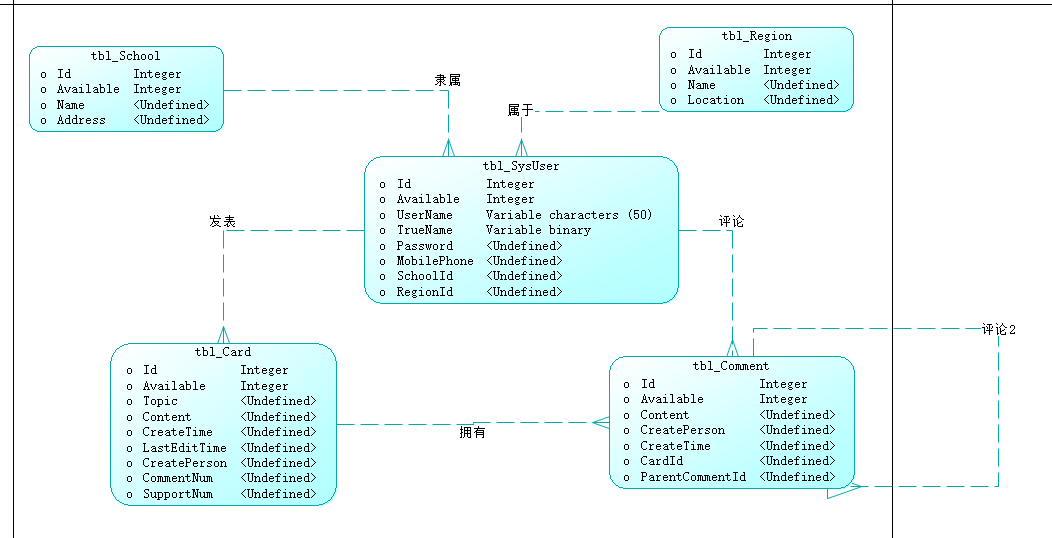 tbl_School
o Id Integer
o Available Integer
o Name <Undefined>
o Address <Undefined>
隶属
tbl_Region
o Id Integer
o Available Integer
o Name <Undefined>
o Location <Undefined>
属于
tbl_SysUser
o Id Integer
o Available Integer
o UserName Variable characters (50)
o TrueName Variable binary
o Password <Undefined>
o MobilePhone <Undefined>
o SchoolId <Undefined>
o RegionId <Undefined>
发表
评论
tbl_Card
o Id Integer
o Available Integer
o Topic <Undefined>
o Content <Undefined>
o CreateTime <Undefined>
o LastEditTime <Undefined>
o CreatePerson <Undefined>
o CommentNum <Undefined>
o SupportNum <Undefined>
拥有
tbl_Comment
o Id Integer
o Available Integer
o Content <Undefined>
o CreatePerson <Undefined>
o CreateTime <Undefined>
o CardId <Undefined>
o ParentCommentId <Undefined>
评论2